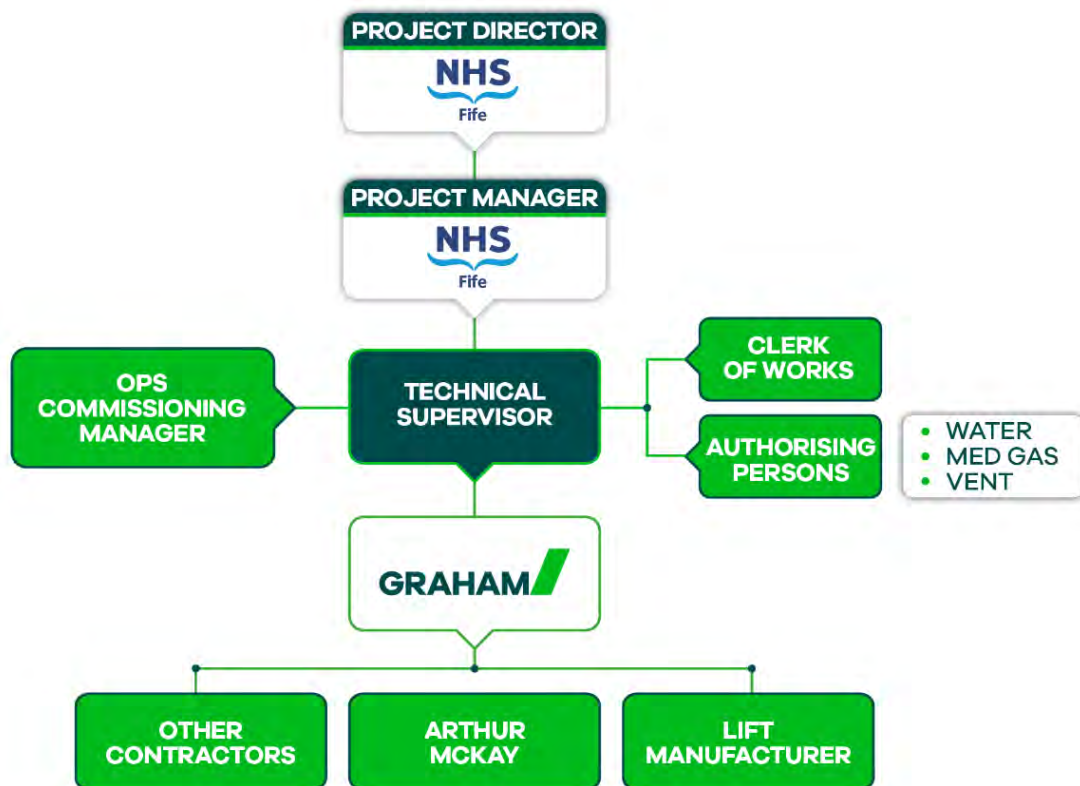 PROJECT DIRECTOR
NHS
Fife
PROJECT MANAGER
NHS
Fife
OPS
COMMISSIONING
MANAGER
TECHNICAL
SUPERVISOR
CLERK
OF WORKS
AUTHORISING
PERSONS
• WATER
• MED GAS
• VENT
GRAHAM
OTHER
CONTRACTORS
ARTHUR
MCKAY
LIFT
MANUFACTURER